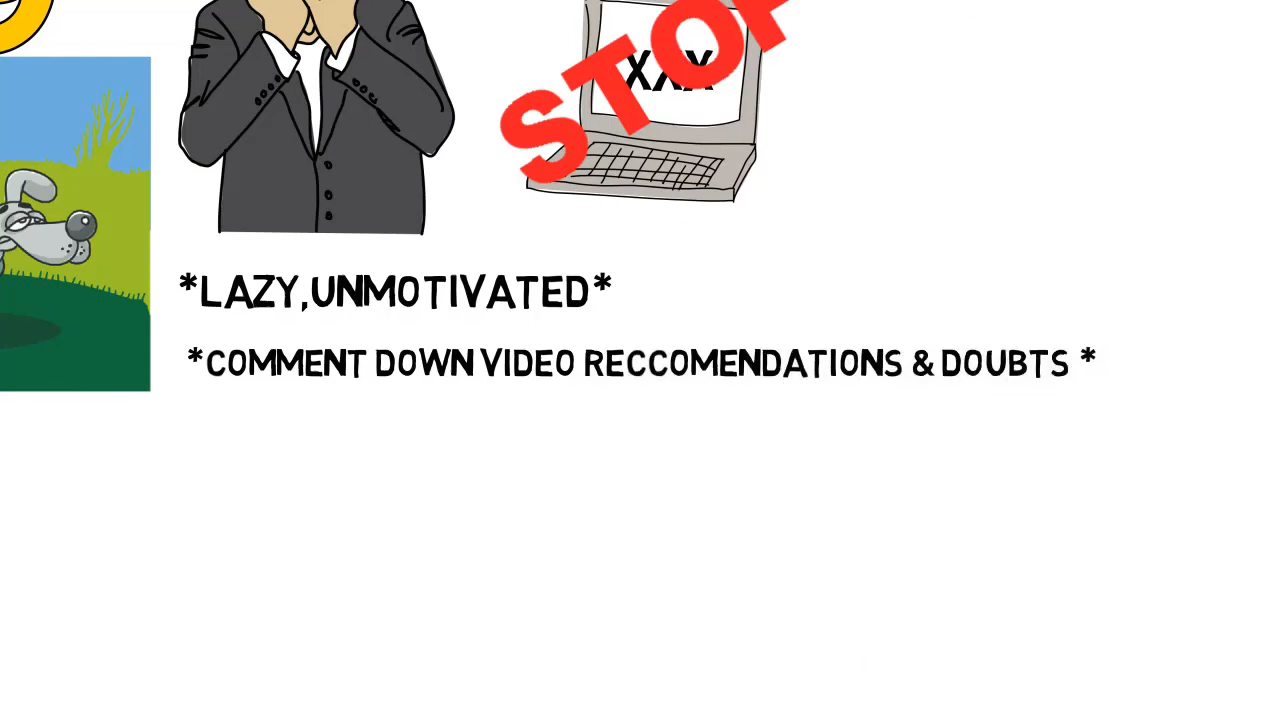 XXX
STOP
*LAZY,UNMOTIVATED*
*COMMENT DOWN VIDEO RECCOMENDATIONS & DOUBTS *